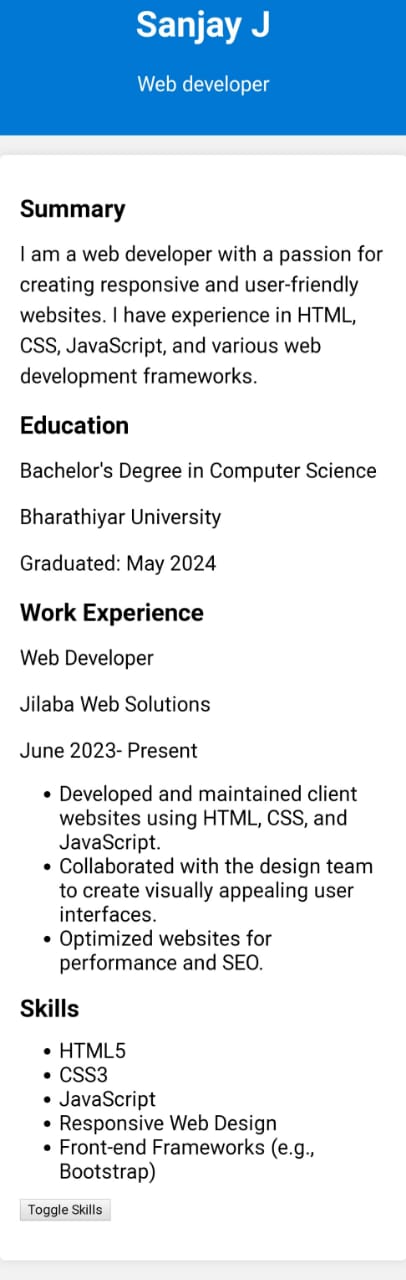 Sanjay J
Web developer
Summary
I am a web developer with a passion for
creating responsive and user-friendly
websites. I have experience in HTML,
CSS, JavaScript, and various web
development frameworks.
Education
Bachelor's Degree in Computer Science
Bharathiyar University
Graduated: May 2024
Work Experience
Web Developer
Jilaba Web Solutions
June 2023- Present
• Developed and maintained client
websites using HTML, CSS, and
JavaScript.
• Collaborated with the design team
to create visually appealing user
interfaces.
• Optimized websites for
performance and SEO.
Skills
• HTML5
• CSS3
• JavaScript
• Responsive Web Design
• Front-end Frameworks (e.g.,
Bootstrap)
Toggle Skills